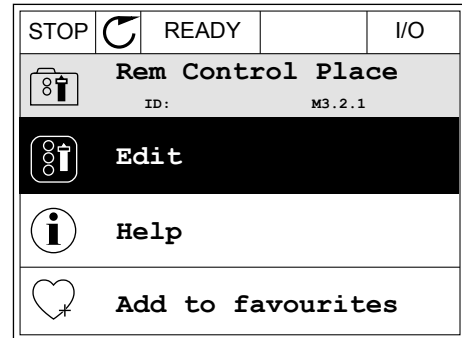 STOP READY I/O
Rem Control Place
ID: M3.2.1
Edit
Help
Add to favourites